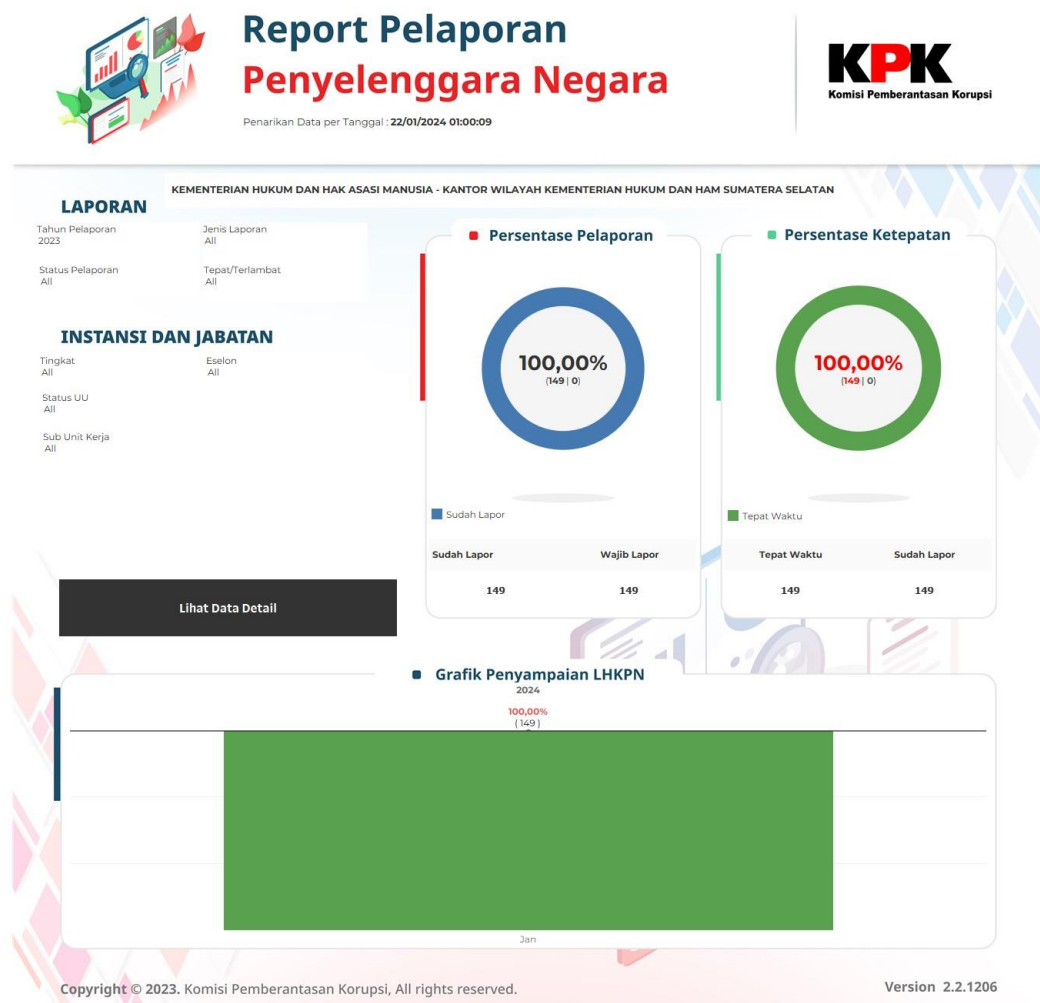 Report Pelaporan
Penyelenggara Negara
Penarikan Data per Tanggal : 22/01/2024 01:00:09
KPK
Komisi Pemberantasan Korupsi
KEMENTERIAN HUKUM DAN HAK ASASI MANUSIA - KANTOR WILAYAH KEMENTERIAN HUKUM DAN HAM SUMATERA SELATAN
LAPORAN
Tahun Pelaporan
2023
Jenis Laporan
All
Status Pelaporan
All
Tepat/Terlambat
All
INSTANSI DAN JABATAN
Tingkat
All
Eselon
All
Status UU
All
Sub Unit Kerja
All
Lihat Data Detail
Persentase Pelaporan
100,00%
(149 | 0)
Sudah Lapor
Sudah Lapor Wajib Lapor
149 149
Persentase Ketepatan
100,00%
(149 | 0)
Tepat Waktu
Tepat Waktu Sudah Lapor
149 149
Grafik Penyampaian LHKPN
2024
100,00%
( 149 )
Jan
Copyright © 2023. Komisi Pemberantasan Korupsi, All rights reserved.
Version 2.2.1206